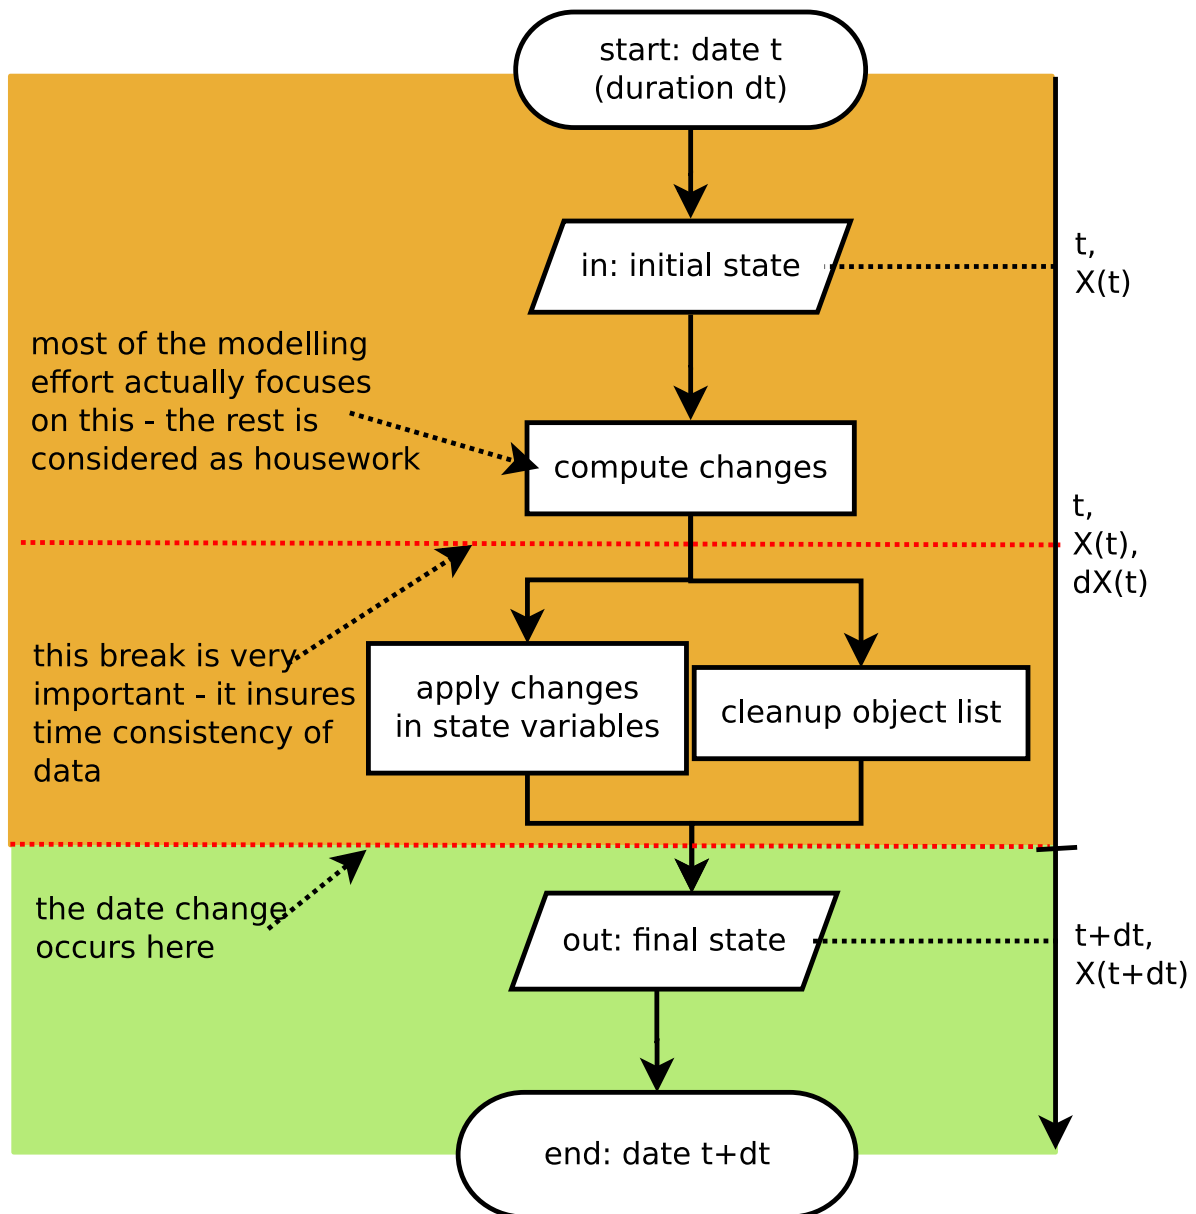 start: date t
(duration dt)
in: initial state
t,
X(t)
most of the modelling
effort actually focuses
on this - the rest is
considered as housework
compute changes
t,
X(t),
dX(t)
this break is very
important - it insures
time consistency of
data
apply changes
in state variables
cleanup object list
the date change
occurs here
out: final state
t+dt,
X(t+dt)
end: date t+dt